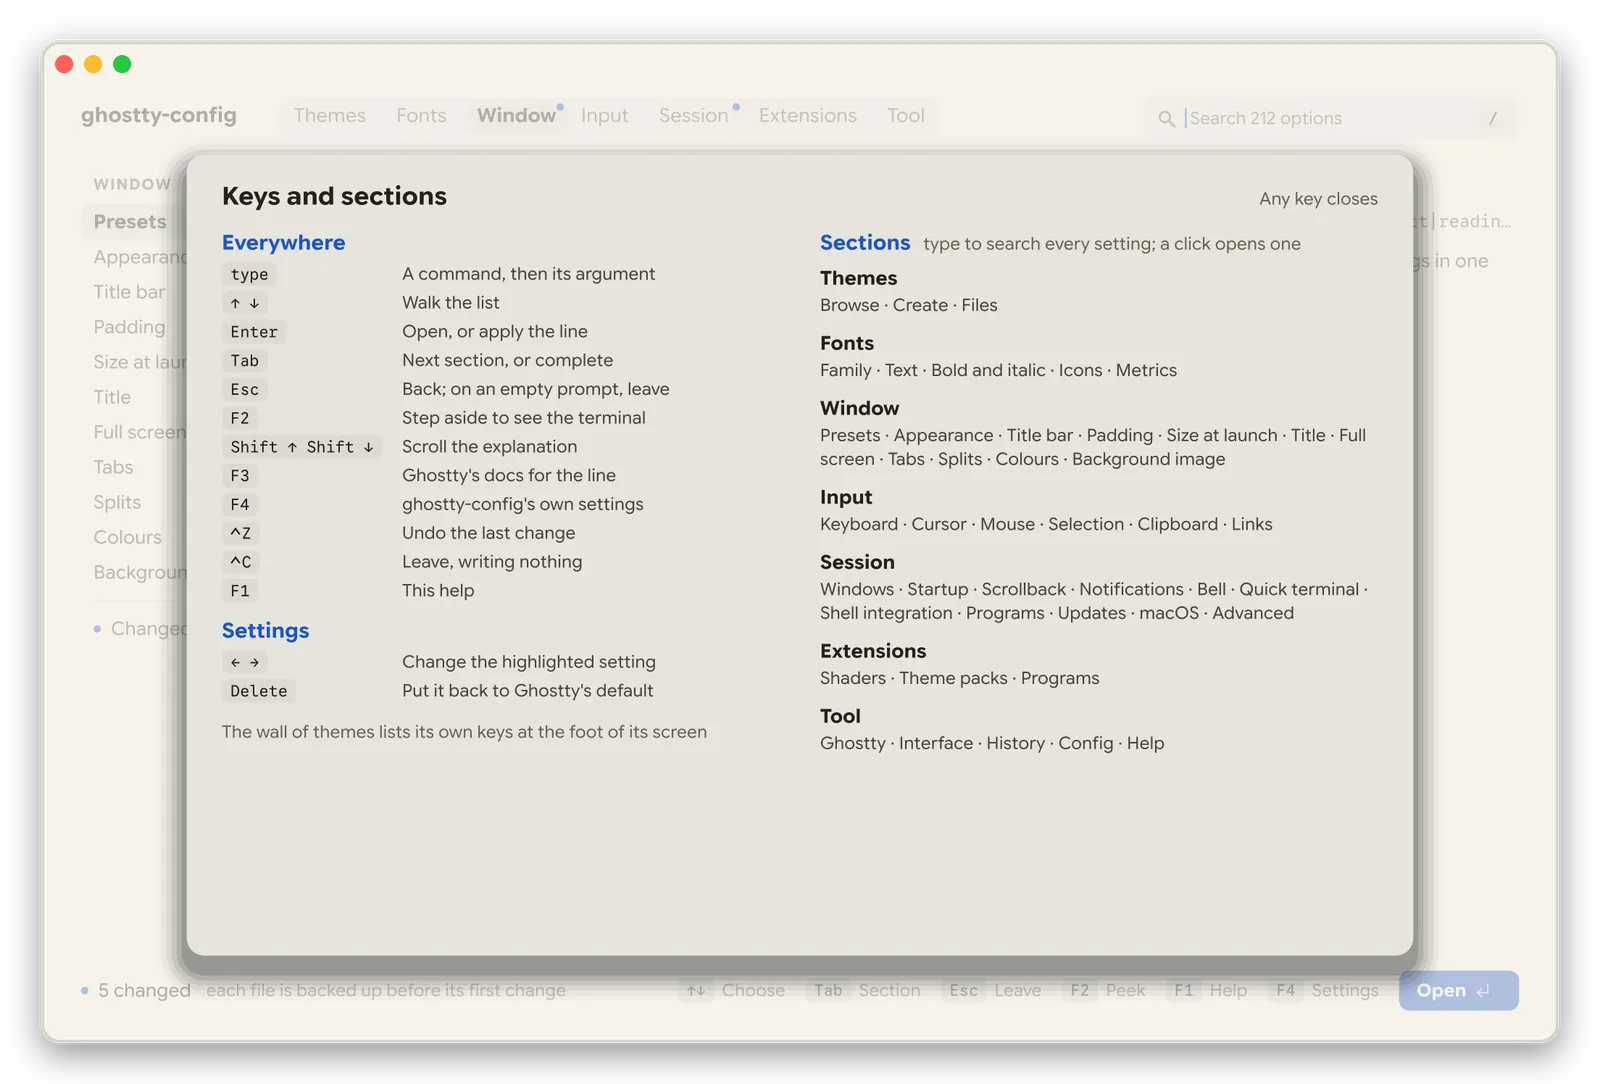 ghostty-config
Themes Fonts Window Input Session Extensions Tool
Search 212 options /
WINDOW
Presets
Title bar
Padding
Size at
Title
Full screen
Tabs
Splits
Colours
5 changed each file is backed up before its first change
↑↓ Choose Tab Section Esc Leave F2 Peek F1 Help F4 Settings Open ↵
Keys and sections
Any key closes
Everywhere
type A command, then its argument
↑ ↓ Walk the list
Enter Open, or apply the line
Tab Next section, or complete
Esc Back; on an empty prompt, leave
F2 Step aside to see the terminal
Shift ↑ Shift ↓ Scroll the explanation
F3 Ghostty's docs for the line
F4 ghostty-config's own settings
^Z Undo the last change
^C Leave, writing nothing
F1 This help
Settings
← → Change the highlighted setting
Delete Put it back to Ghostty's default
The wall of themes lists its own keys at the foot of its screen
Sections type to search every setting; a click opens one
Themes
Browse · Create · Files
Fonts
Family · Text · Bold and italic · Icons · Metrics
Window
Presets · Appearance · Title bar · Padding · Size at launch · Title · Full
screen · Tabs · Splits · Colours · Background image
Input
Keyboard · Cursor · Mouse · Selection · Clipboard · Links
Session
Windows · Startup · Scrollback · Notifications · Bell · Quick terminal ·
Shell integration · Programs · Updates · macOS · Advanced
Extensions
Shaders · Theme packs · Programs
Tool
Ghostty · Interface · History · Config · Help
in one